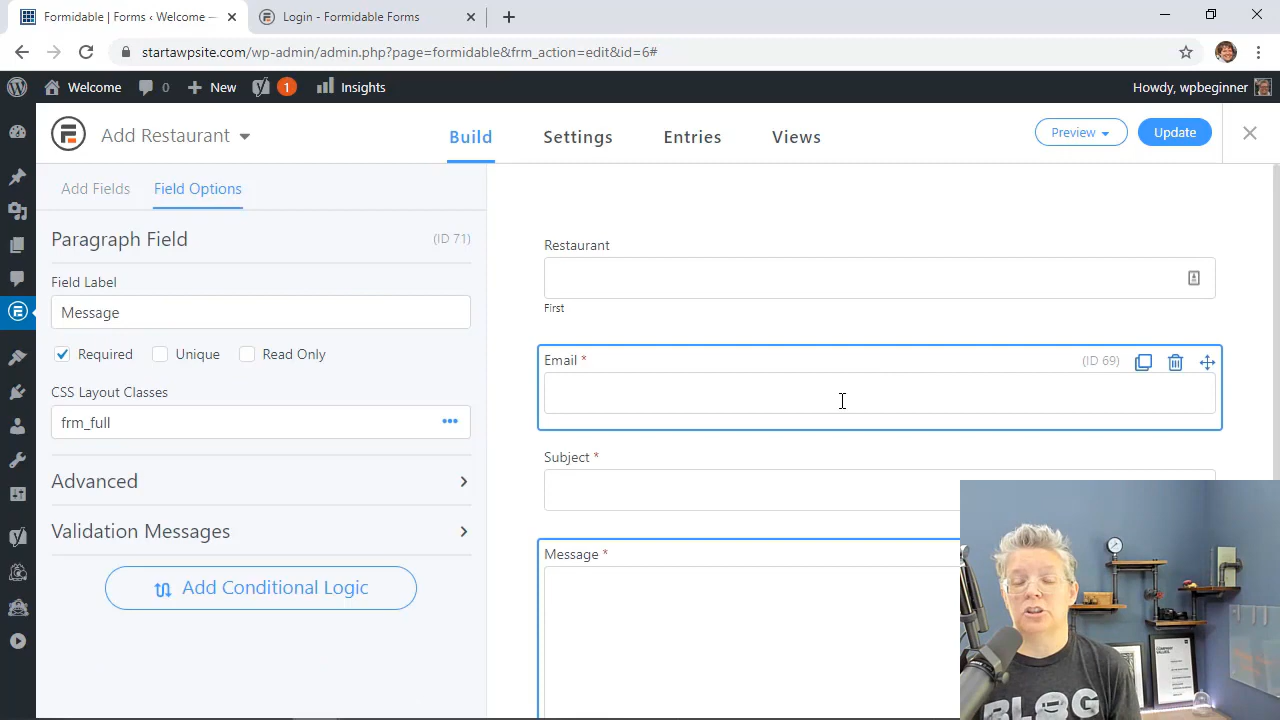 Formidable | Forms ‹ Welcome —
Login - Formidable Forms
startawpsite.com/wp-admin/admin.php?page=formidable&frm_action=edit&id=6#
Welcome
0
New
1
Insights
Howdy, wpbeginner
Add Restaurant
Build
Settings
Entries
Views
Preview
Update
Add Fields
Field Options
Paragraph Field
(ID 71)
Field Label
Message
Required
Unique
Read Only
CSS Layout Classes
frm_full
Advanced
Validation Messages
Add Conditional Logic
Restaurant
First
Email *
(ID 69)
Subject *
Message *
BLOG